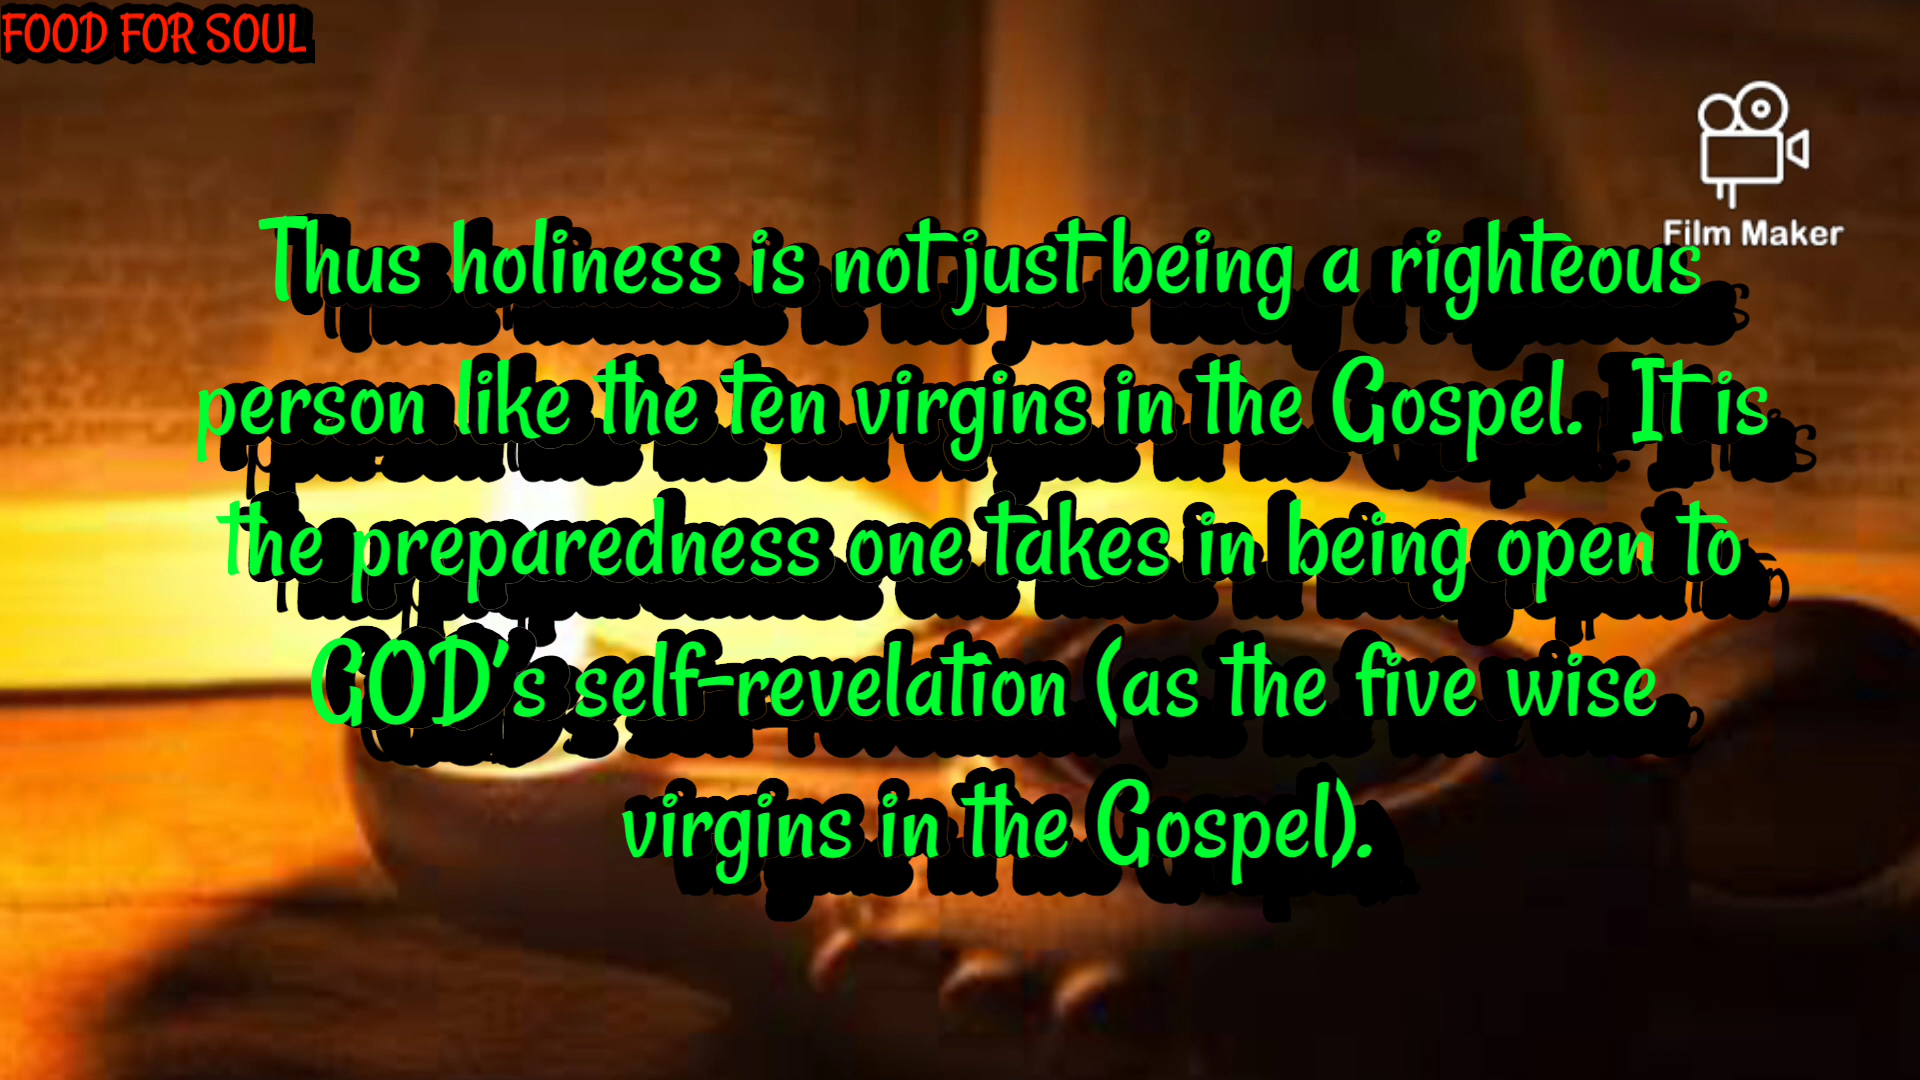 FOOD FOR SOUL
Film Maker
Thus holiness is not just being a righteous
person like the ten virgins in the Gospel. It is
the preparedness one takes in being open to
GOD's self-revelation (as the five wise
virgins in the Gospel).